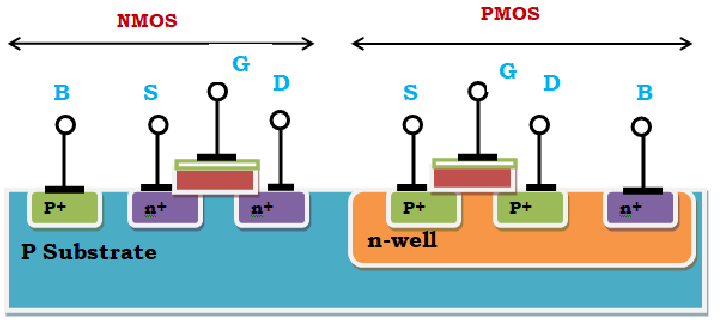 NMOS
PMOS
B S G D
S G D B
P+ n+ n+
P+ P+ n+
P Substrate
n-well